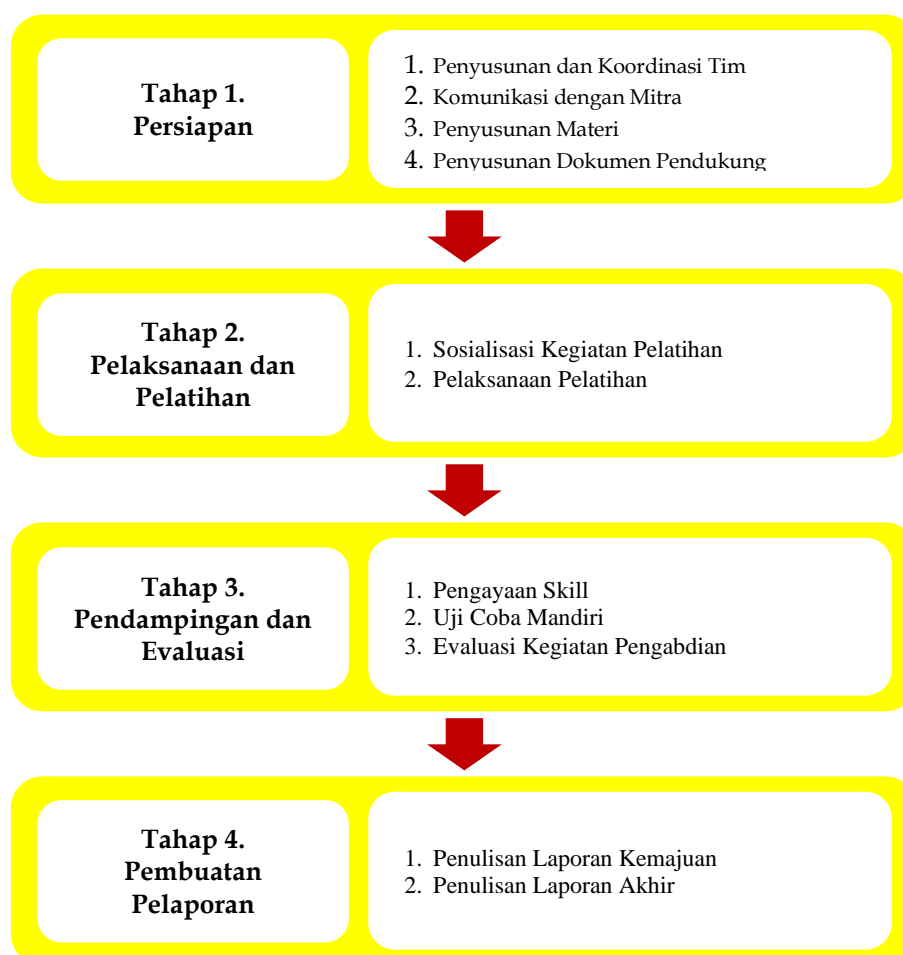 Tahap 1.
Persiapan
1. Penyusunan dan Koordinasi Tim
2. Komunikasi dengan Mitra
3. Penyusunan Materi
4. Penyusunan Dokumen Pendukung
Tahap 2.
Pelaksanaan dan
Pelatihan
1. Sosialisasi Kegiatan Pelatihan
2. Pelaksanaan Pelatihan
Tahap 3.
Pendampingan dan
Evaluasi
1. Pengayaan Skill
2. Uji Coba Mandiri
3. Evaluasi Kegiatan Pengabdian
Tahap 4.
Pembuatan
Pelaporan
1. Penulisan Laporan Kemajuan
2. Penulisan Laporan Akhir